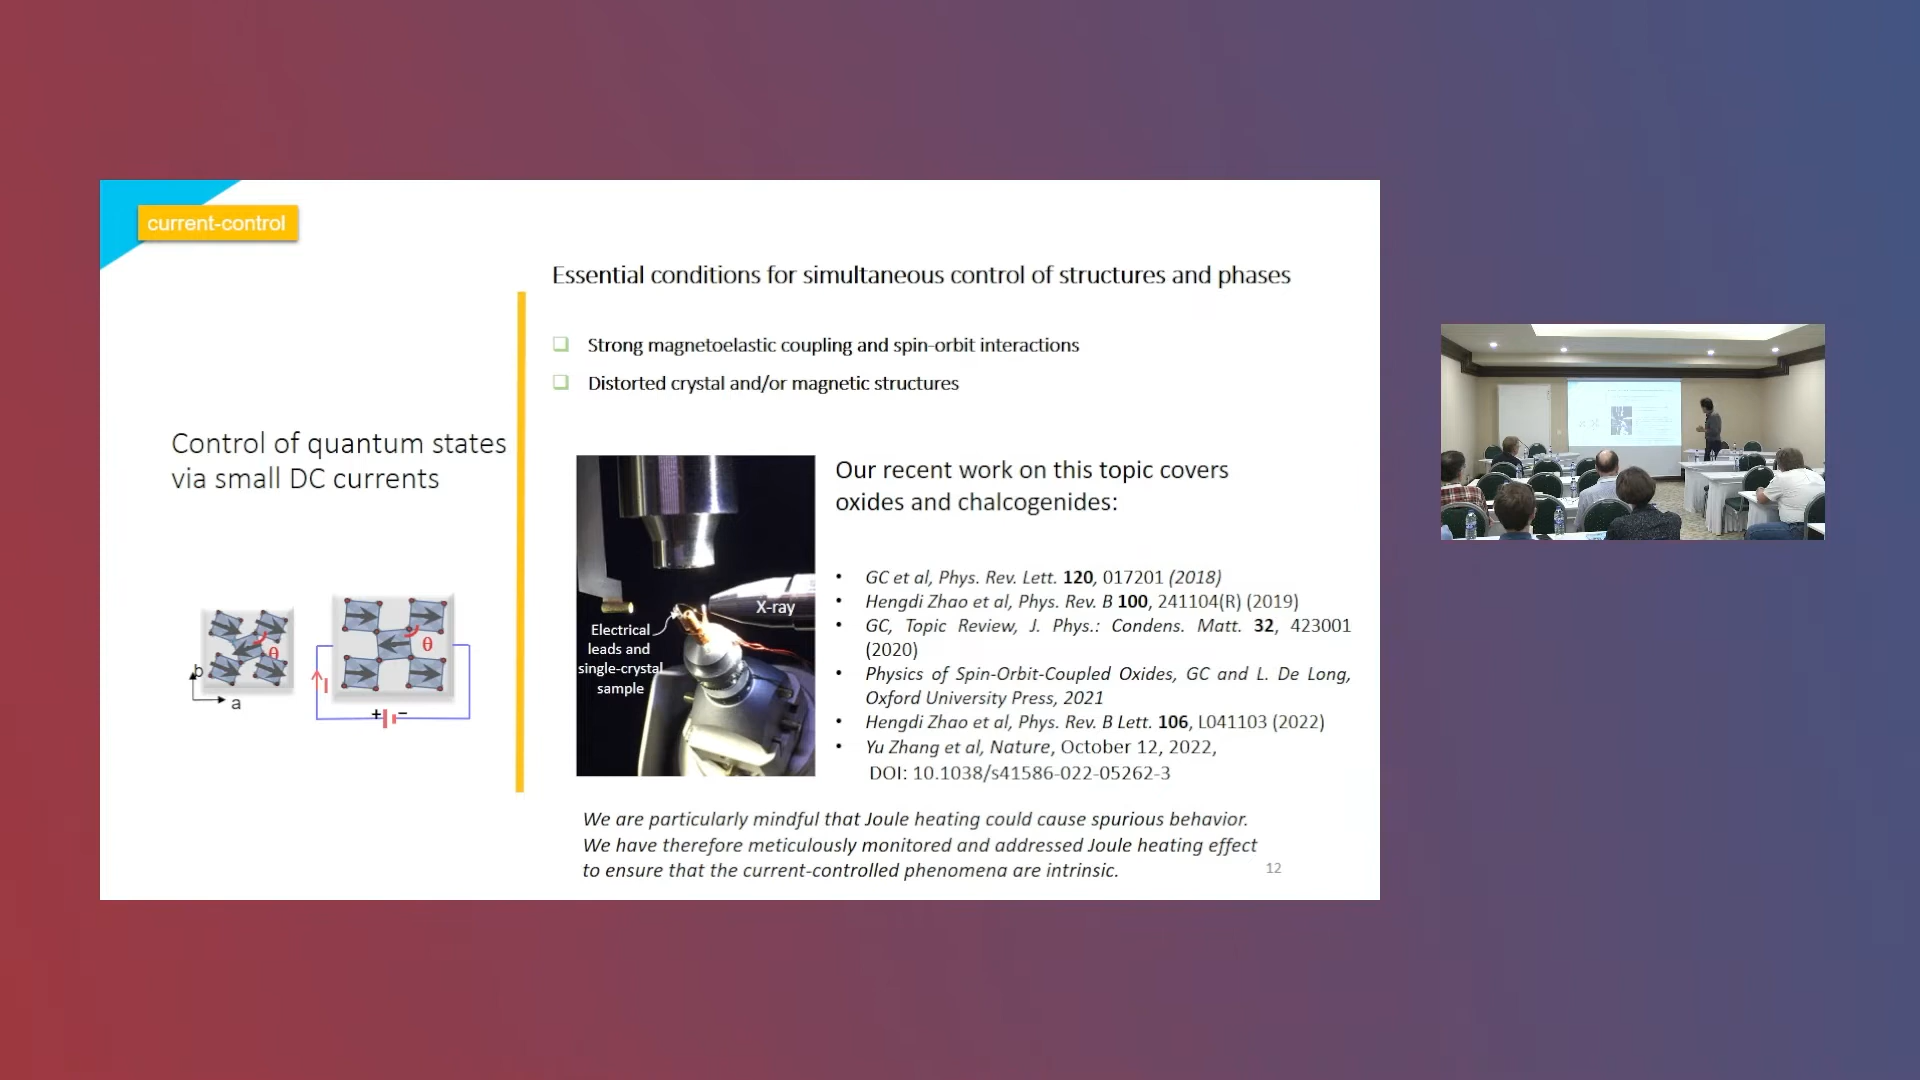 current-control
Essential conditions for simultaneous control of structures and phases
❑ Strong magnetoelastic coupling and spin-orbit interactions
❑ Distorted crystal and/or magnetic structures
Control of quantum states
via small DC currents
θ
b
a
θ
I
+ −
X-ray
Electrical
leads and
single-crystal
sample
Our recent work on this topic covers
oxides and chalcogenides:
• GC et al, Phys. Rev. Lett. 120, 017201 (2018)
• Hengdi Zhao et al, Phys. Rev. B 100, 241104(R) (2019)
• GC, Topic Review, J. Phys.: Condens. Matt. 32, 423001
(2020)
• Physics of Spin-Orbit-Coupled Oxides, GC and L. De Long,
Oxford University Press, 2021
• Hengdi Zhao et al, Phys. Rev. B Lett. 106, L041103 (2022)
• Yu Zhang et al, Nature, October 12, 2022,
DOI: 10.1038/s41586-022-05262-3
We are particularly mindful that Joule heating could cause spurious behavior.
We have therefore meticulously monitored and addressed Joule heating effect
to ensure that the current-controlled phenomena are intrinsic.
12